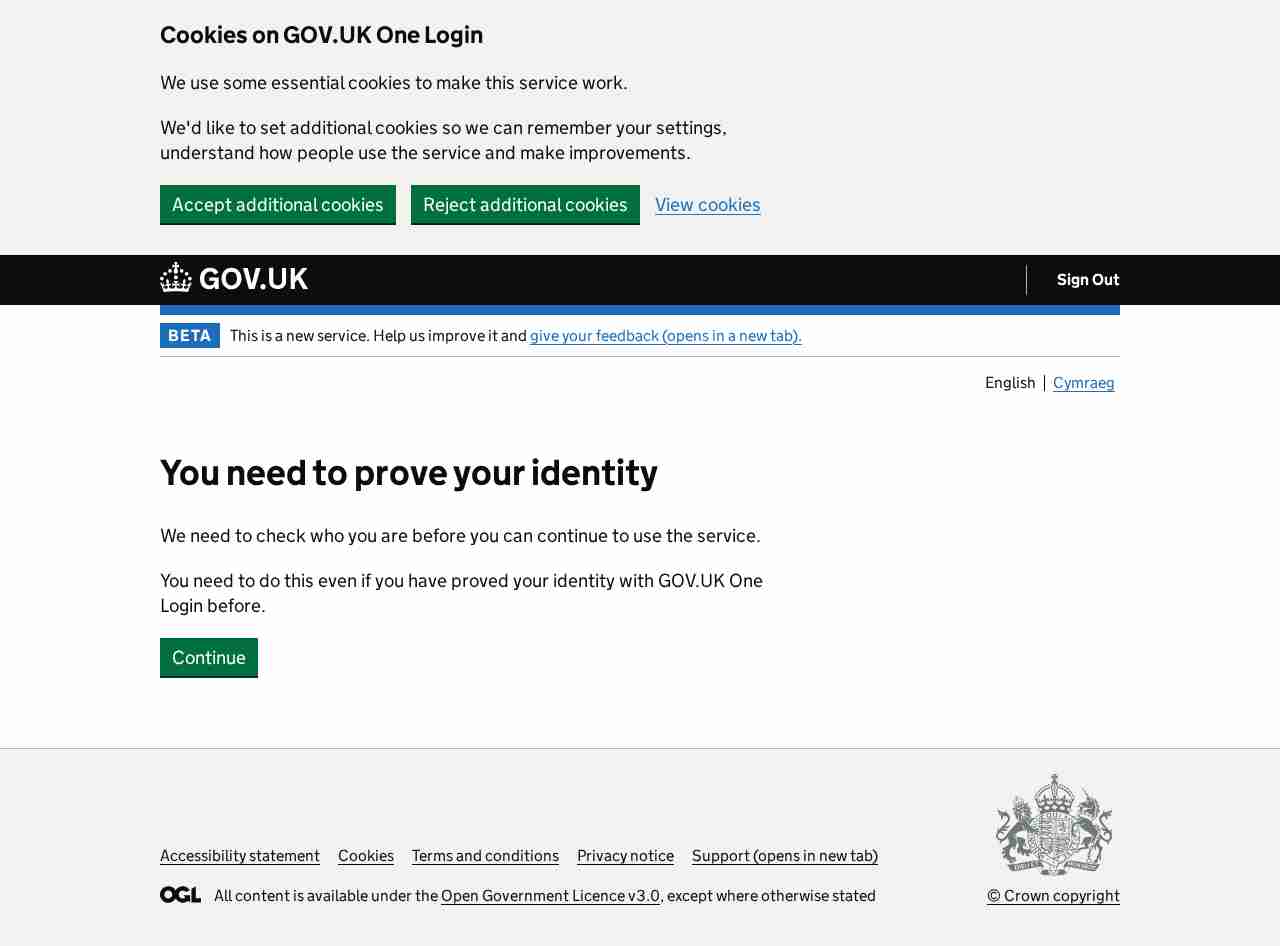 Cookies on GOV.UK One Login
We use some essential cookies to make this service work.
We'd like to set additional cookies so we can remember your settings,
understand how people use the service and make improvements.
Accept additional cookies
Reject additional cookies
View cookies
GOV.UK
Sign Out
BETA
This is a new service. Help us improve it and give your feedback (opens in a new tab).
English
Cymraeg
You need to prove your identity
We need to check who you are before you can continue to use the service.
You need to do this even if you have proved your identity with GOV.UK One
Login before.
Continue
Accessibility statement
Cookies
Terms and conditions
Privacy notice
Support (opens in new tab)
OGL
All content is available under the Open Government Licence v3.0, except where otherwise stated
© Crown copyright